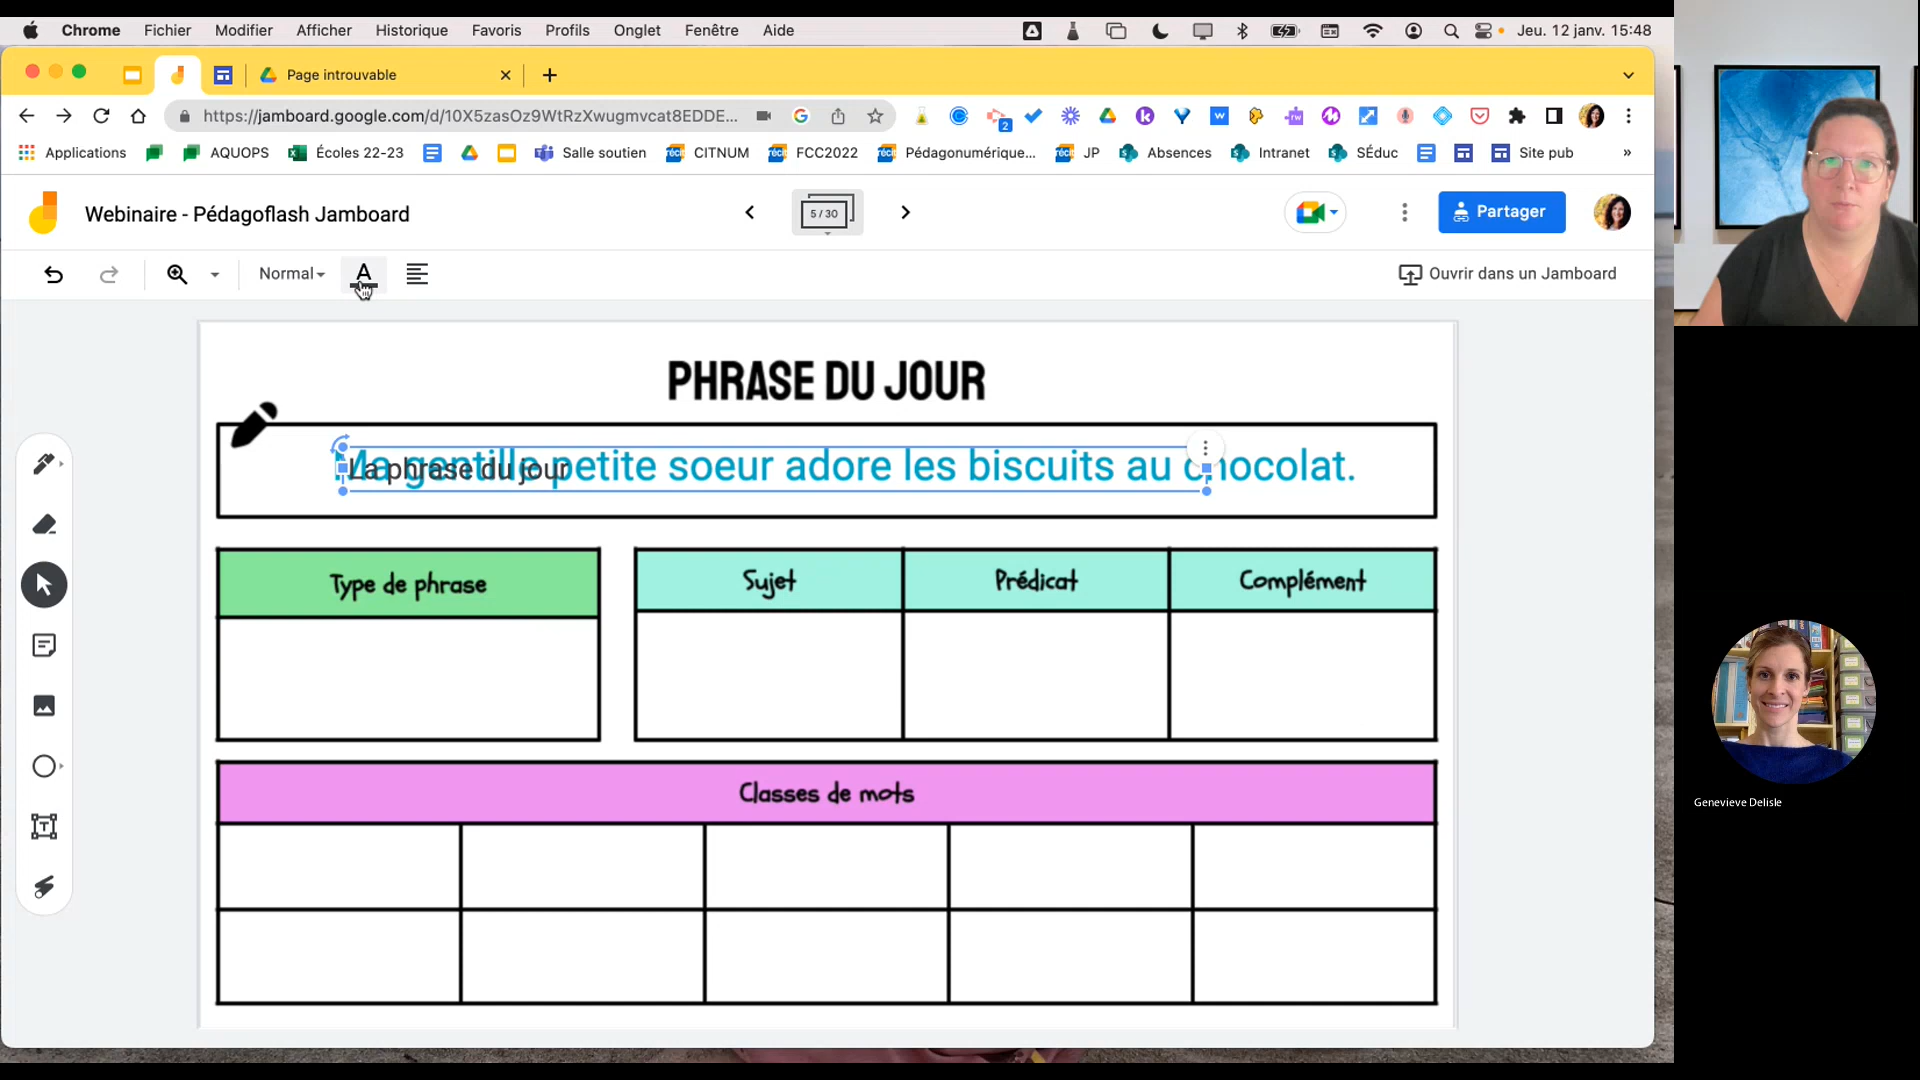 Chrome Fichier Modifier Afficher Historique Favoris Profils Onglet Fenêtre Aide Jeu. 12 janv. 15:48
Page introuvable
https://jamboard.google.com/d/10X5zasOz9WtRzXwugmvcat8EDDE...
2
Applications AQUOPS Écoles 22-23 Salle soutien CITNUM FCC2022 Pédagonumérique... JP Absences Intranet SÉduc Site pub »
Webinaire - Pédagoflash Jamboard
5 / 30
Partager
Normal
A
Ouvrir dans un Jamboard
PHRASE DU JOUR
Ma gentille petite soeur adore les biscuits au chocolat.
La phrase du jour
Type de phrase
Sujet Prédicat Complément
Classes de mots
Genevieve Delisle